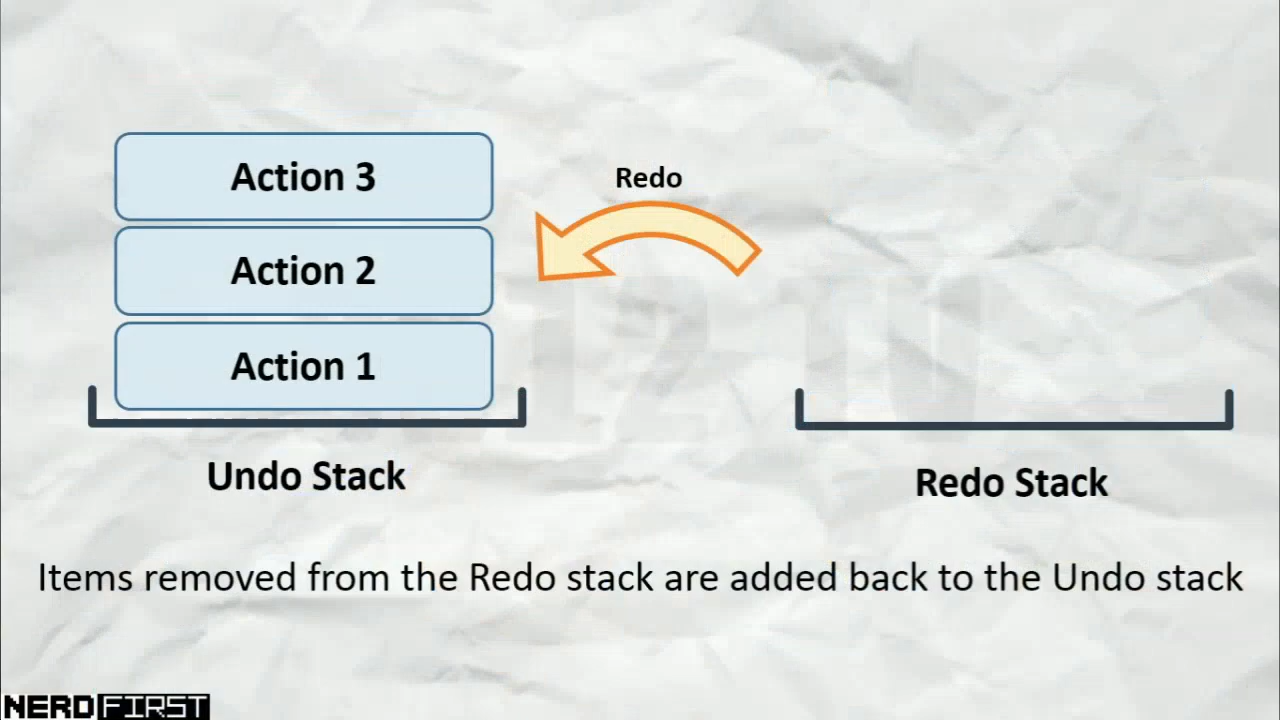 Action 3
Redo
Action 2
Action 1
Undo Stack
Redo Stack
Items removed from the Redo stack are added back to the Undo stack
NERDFIRST